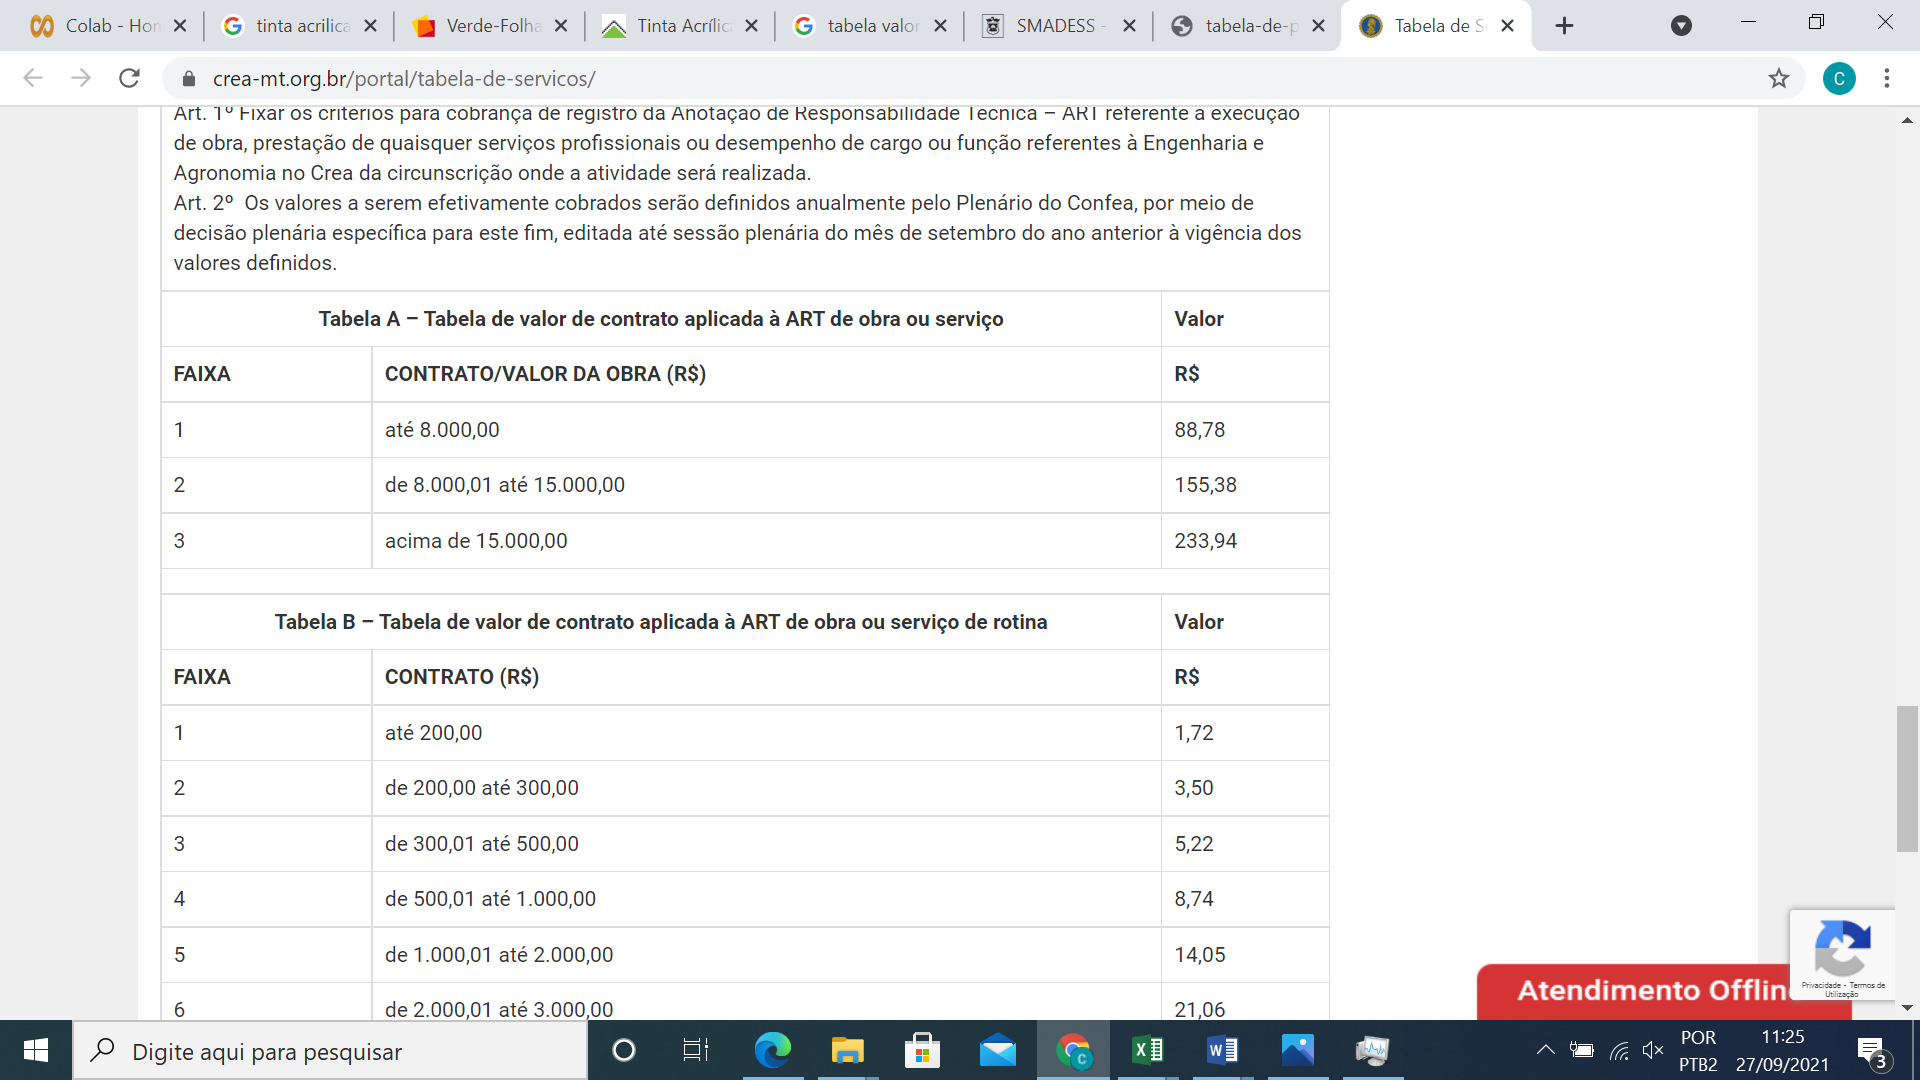 Colab - Hon
tinta acrilica
Verde-Folha
Tinta Acrílica
tabela valor
SMADESS -
tabela-de-p
Tabela de S
crea-mt.org.br/portal/tabela-de-servicos/
C
Art. 1º Fixar os critérios para cobrança de registro da Anotação de Responsabilidade Técnica – ART referente à execução
de obra, prestação de quaisquer serviços profissionais ou desempenho de cargo ou função referentes à Engenharia e
Agronomia no Crea da circunscrição onde a atividade será realizada.
Art. 2º Os valores a serem efetivamente cobrados serão definidos anualmente pelo Plenário do Confea, por meio de
decisão plenária específica para este fim, editada até sessão plenária do mês de setembro do ano anterior à vigência dos
valores definidos.
Tabela A – Tabela de valor de contrato aplicada à ART de obra ou serviço Valor
FAIXA CONTRATO/VALOR DA OBRA (R$) R$
1 até 8.000,00 88,78
2 de 8.000,01 até 15.000,00 155,38
3 acima de 15.000,00 233,94
Tabela B – Tabela de valor de contrato aplicada à ART de obra ou serviço de rotina Valor
FAIXA CONTRATO (R$) R$
1 até 200,00 1,72
2 de 200,00 até 300,00 3,50
3 de 300,01 até 500,00 5,22
4 de 500,01 até 1.000,00 8,74
5 de 1.000,01 até 2.000,00 14,05
6 de 2.000,01 até 3.000,00 21,06
Privacidade - Termos de
Utilização
Atendimento Offlin
Digite aqui para pesquisar
POR
PTB2
11:25
27/09/2021
3